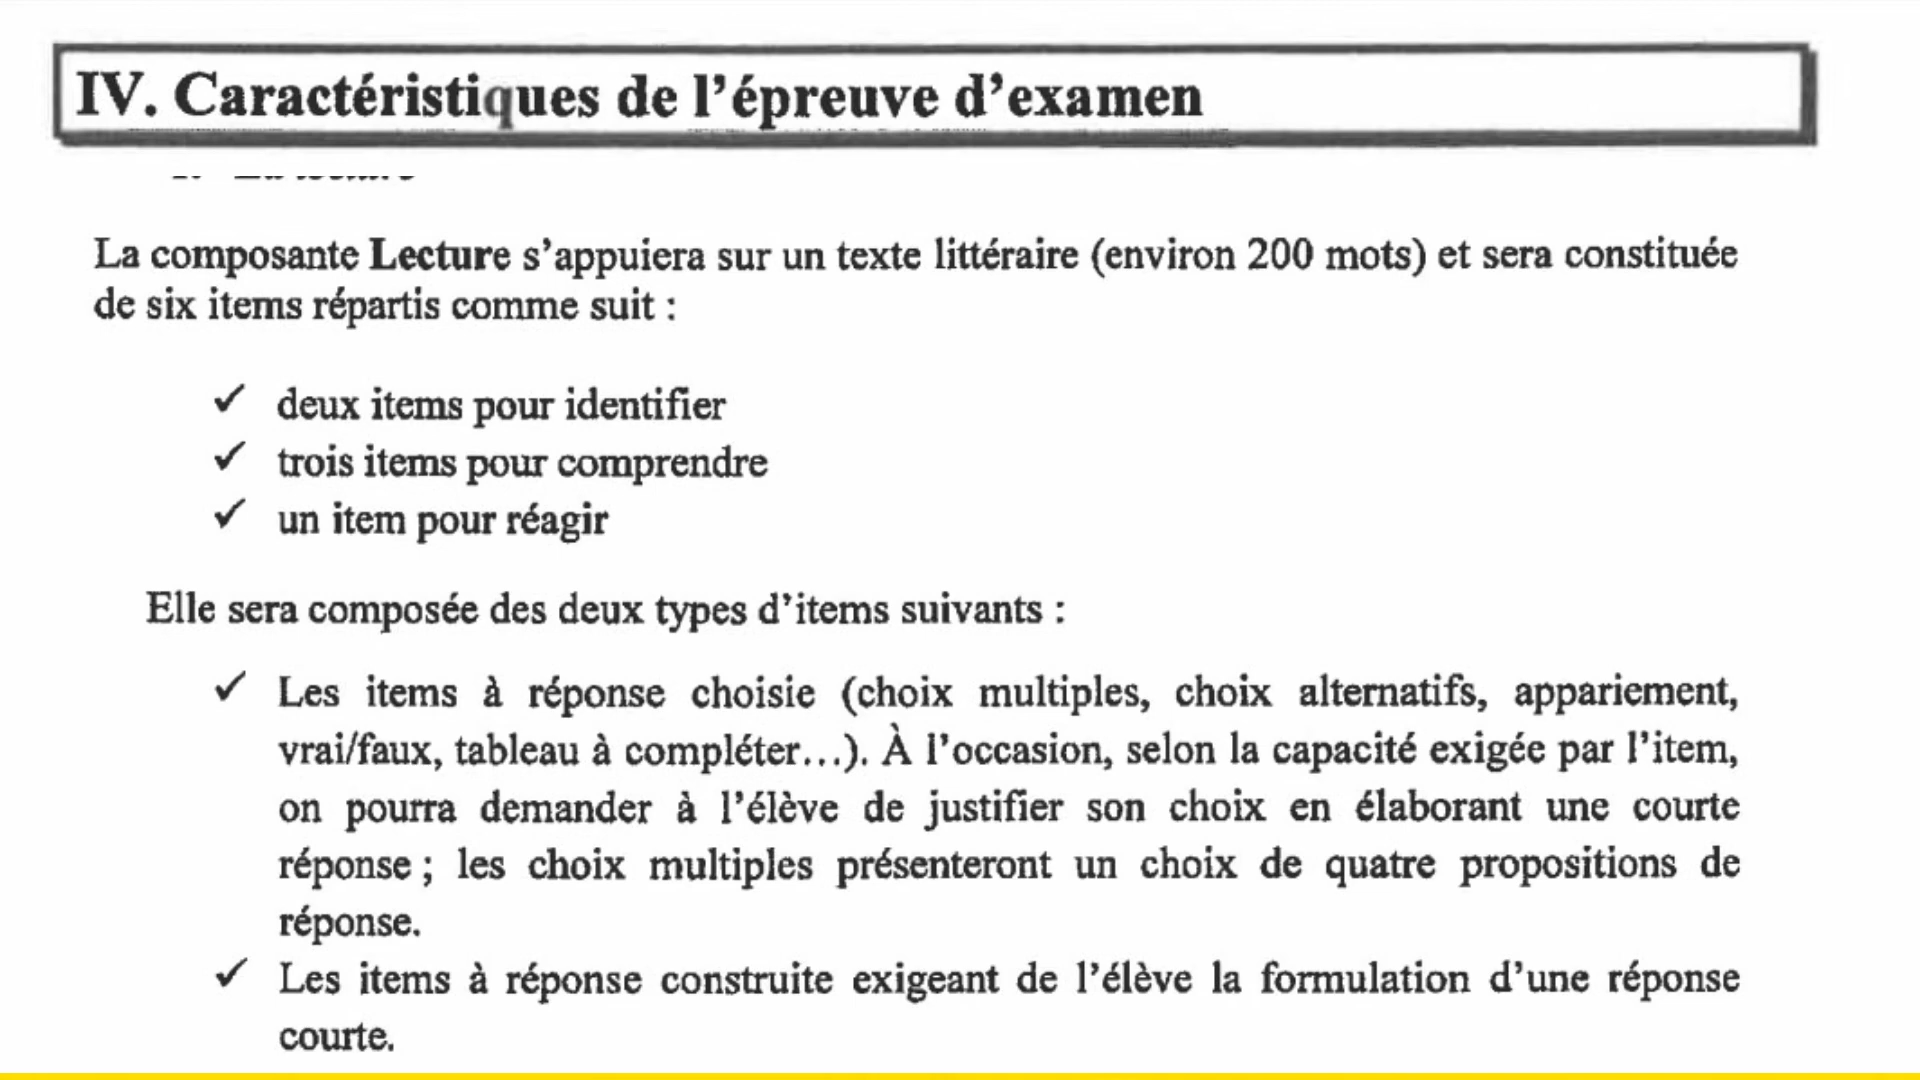 IV. Caractéristiques de l'épreuve d'examen
La composante Lecture s'appuiera sur un texte littéraire (environ 200 mots) et sera constituée
de six items répartis comme suit :
✓ deux items pour identifier
✓ trois items pour comprendre
✓ un item pour réagir
Elle sera composée des deux types d'items suivants :
✓ Les items à réponse choisie (choix multiples, choix alternatifs, appariement,
vrai/faux, tableau à compléter...). À l'occasion, selon la capacité exigée par l'item,
on pourra demander à l'élève de justifier son choix en élaborant une courte
réponse ; les choix multiples présenteront un choix de quatre propositions de
réponse.
✓ Les items à réponse construite exigeant de l'élève la formulation d'une réponse
courte.